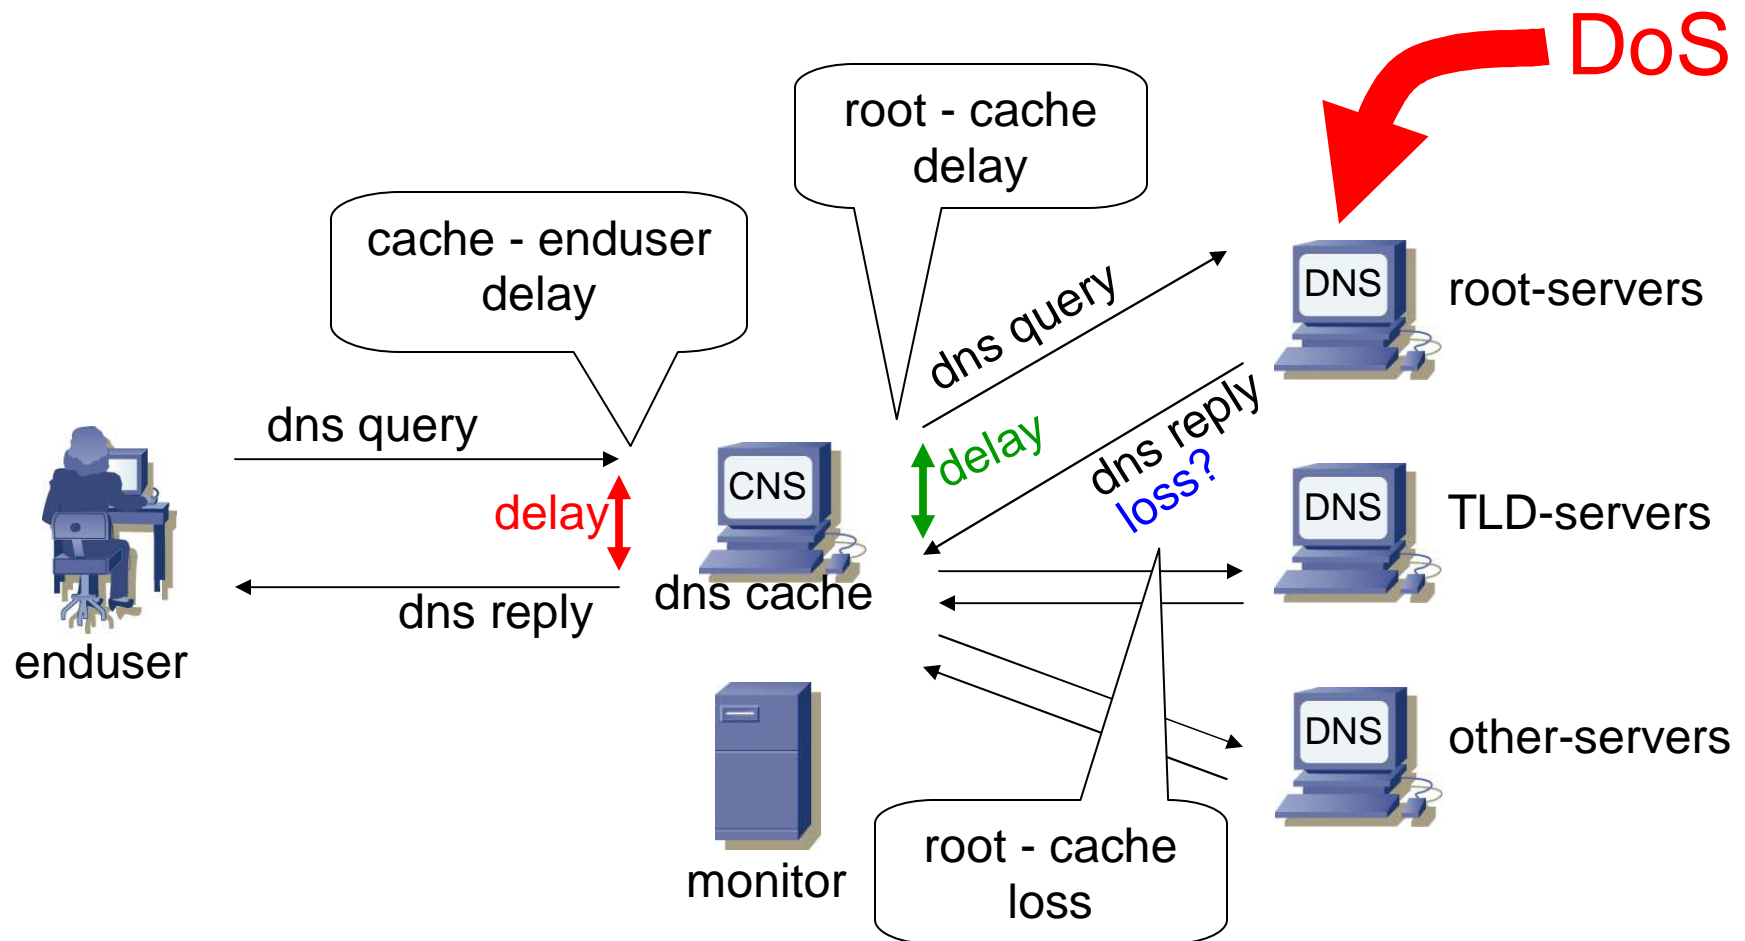 DoS
root - cache
delay
cache - enduser
delay
dns query
DNS
root-servers
dns query
delay
dns reply
loss?
delay
CNS
DNS
TLD-servers
dns reply
dns cache
enduser
DNS
other-servers
monitor
root - cache
loss